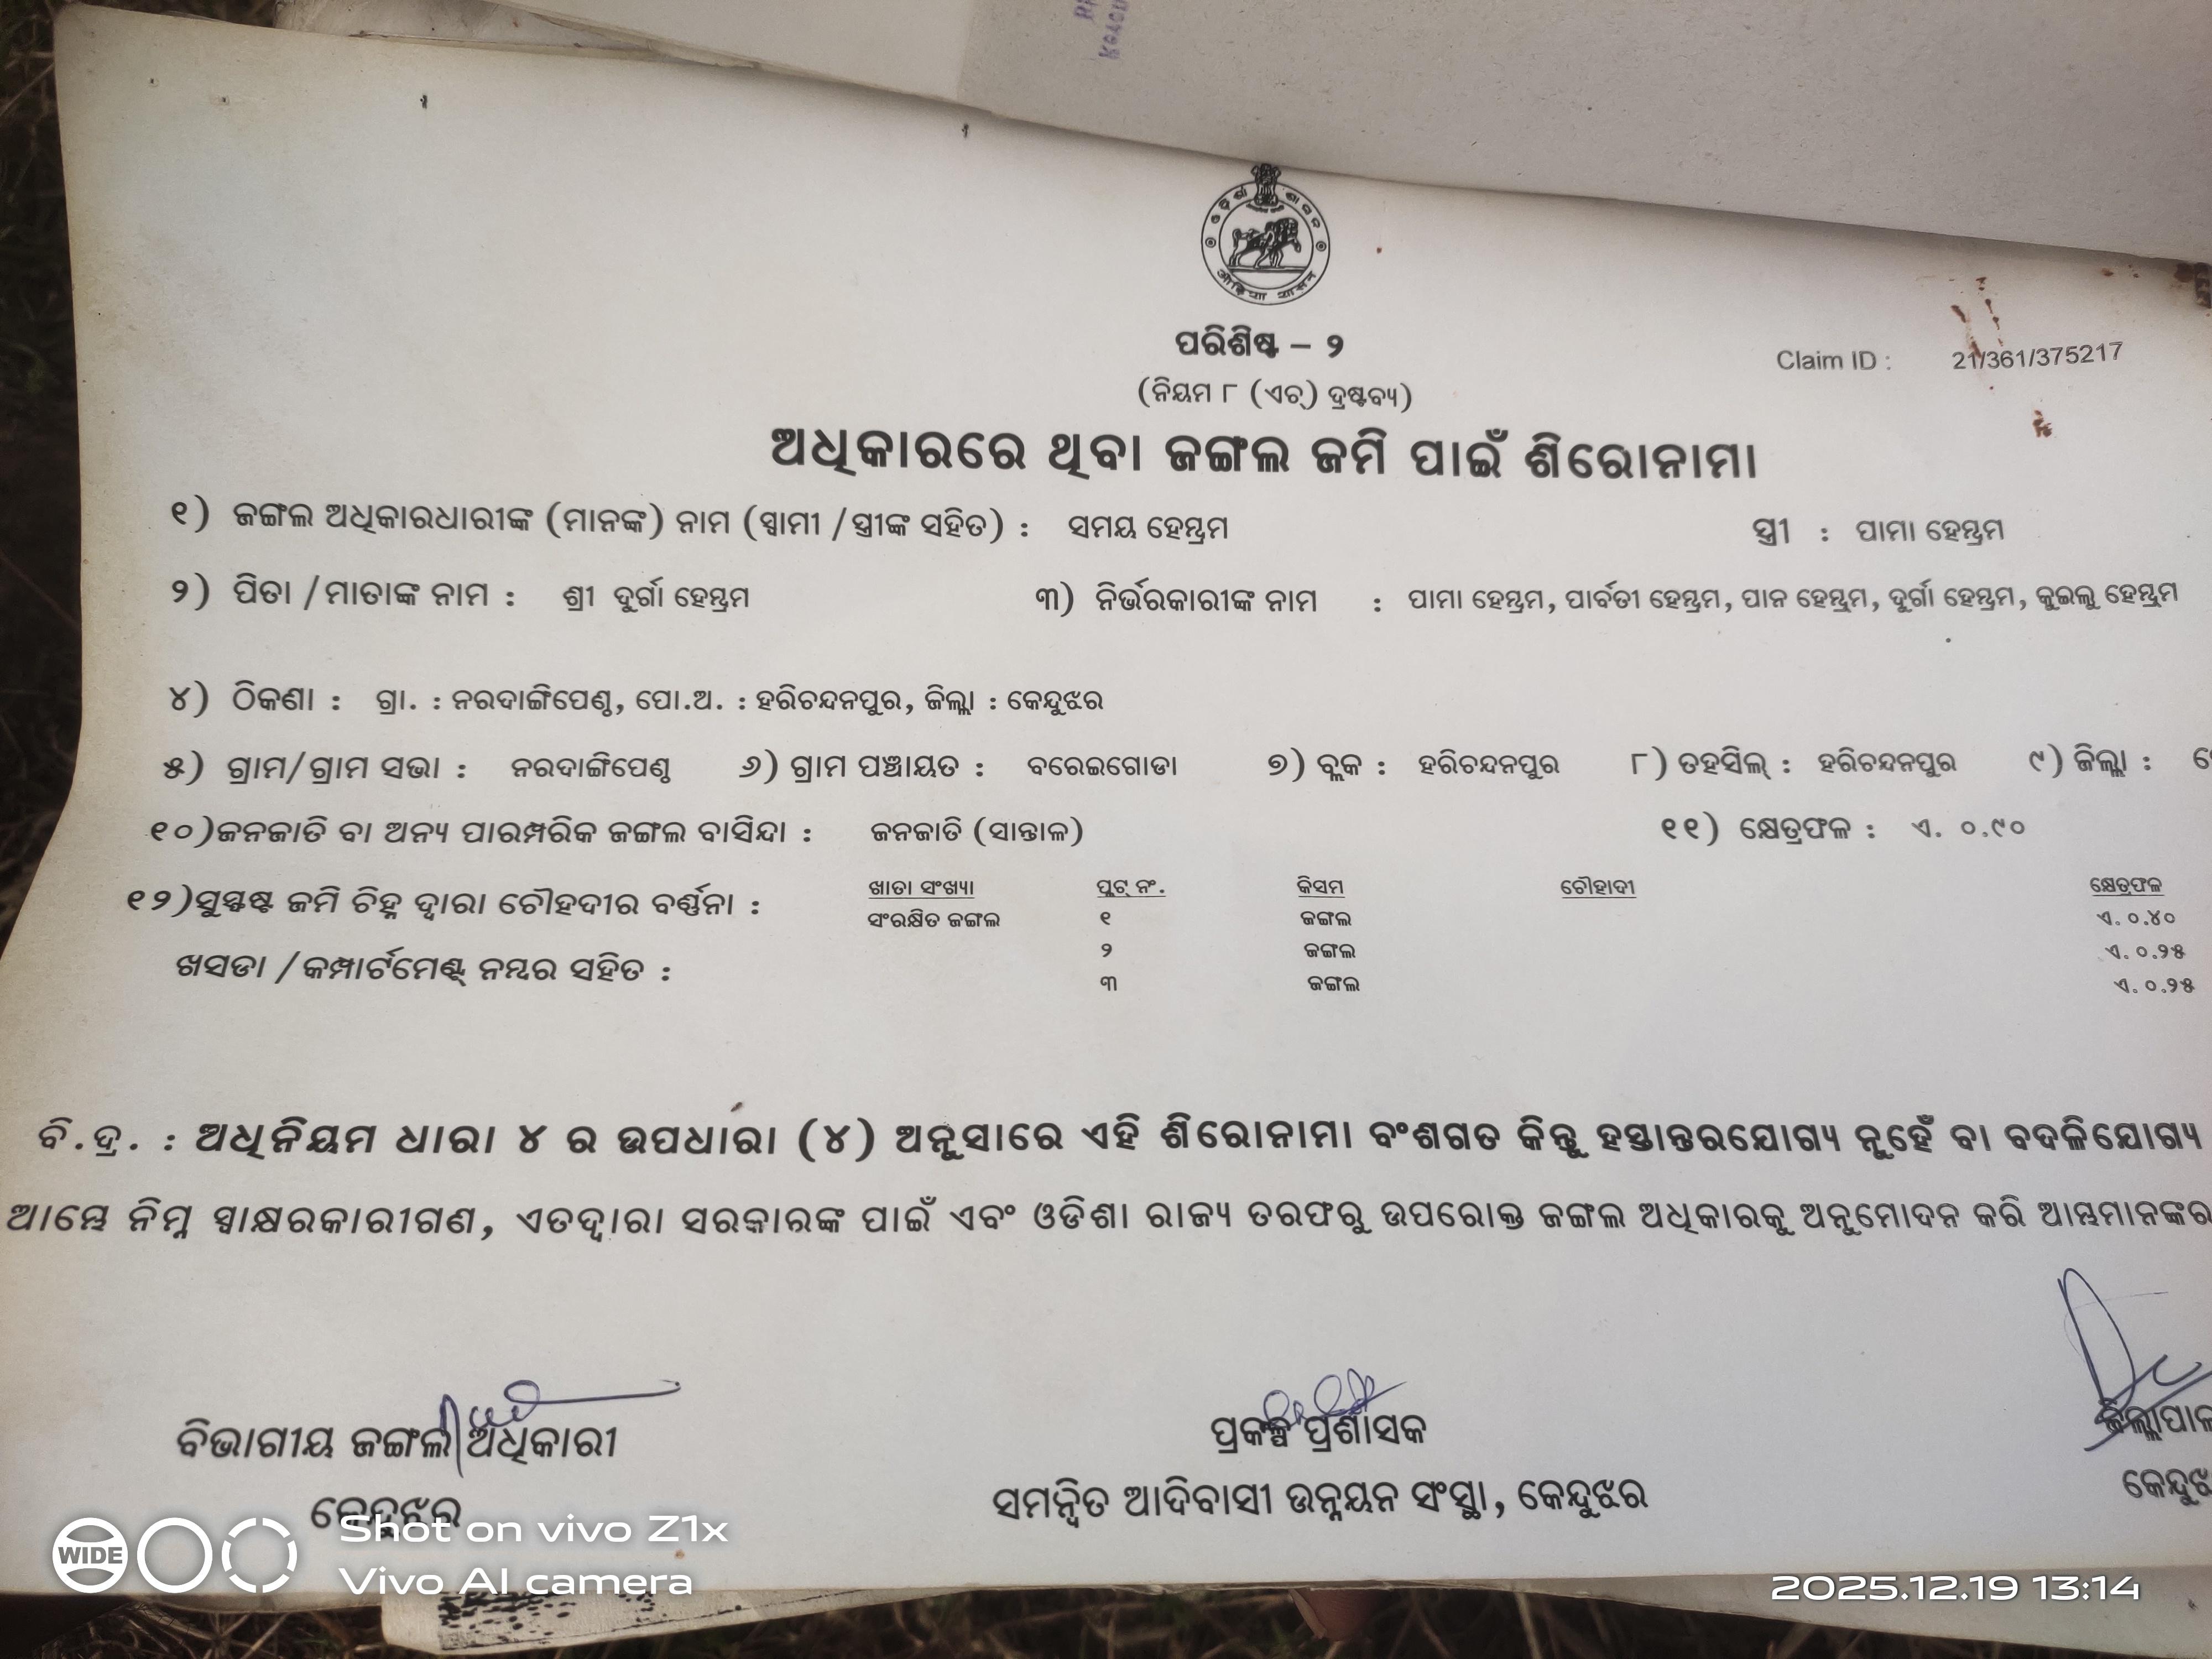 ଓଡ଼ିଶା ଶାସନ
ପରିଶିଷ୍ଟ – ୨
Claim ID : 21/361/375217
(ନିୟମ ୮ (ଏଚ୍) ଦ୍ରଷ୍ଟବ୍ୟ)
ଅଧିକାରରେ ଥିବା ଜଙ୍ଗଲ ଜମି ପାଇଁ ଶିରୋନାମା
୧) ଜଙ୍ଗଲ ଅଧିକାରଧାରୀଙ୍କ (ମାନଙ୍କ) ନାମ (ସ୍ୱାମୀ /ସ୍ତ୍ରୀଙ୍କ ସହିତ) : ସମୟ ହେମ୍ବ୍ରମ ସ୍ତ୍ରୀ : ପାମା ହେମ୍ବ୍ରମ
୨) ପିତା /ମାତାଙ୍କ ନାମ : ଶ୍ରୀ ଦୁର୍ଗା ହେମ୍ବ୍ରମ ୩) ନିର୍ଭରକାରୀଙ୍କ ନାମ : ପାମା ହେମ୍ବ୍ରମ, ପାର୍ବତୀ ହେମ୍ବ୍ରମ, ପାନ ହେମ୍ବ୍ରମ, ଦୁର୍ଗା ହେମ୍ବ୍ରମ, କୁଇଲୁ ହେମ୍ବ୍ରମ
୪) ଠିକଣା : ଗ୍ରା. : ନରଦାଙ୍ଗିପେଣ୍ଠ, ପୋ.ଅ. : ହରିଚନ୍ଦନପୁର, ଜିଲ୍ଲା : କେନ୍ଦୁଝର
୫) ଗ୍ରାମ/ଗ୍ରାମ ସଭା : ନରଦାଙ୍ଗିପେଣ୍ଠ ୬) ଗ୍ରାମ ପଞ୍ଚାୟତ : ବରେଇଗୋଡା ୭) ବ୍ଲକ : ହରିଚନ୍ଦନପୁର ୮) ତହସିଲ୍ : ହରିଚନ୍ଦନପୁର ୯) ଜିଲ୍ଲା :
୧୦)ଜନଜାତି ବା ଅନ୍ୟ ପାରମ୍ପରିକ ଜଙ୍ଗଲ ବାସିନ୍ଦା : ଜନଜାତି (ସାନ୍ତାଳ) ୧୧) କ୍ଷେତ୍ରଫଳ : ଏ. ୦.୯୦
୧୨)ସୁସ୍ପଷ୍ଟ ଜମି ଚିହ୍ନ ଦ୍ୱାରା ଚୌହଦୀର ବର୍ଣ୍ଣନା : ଖାତା ସଂଖ୍ୟା ପ୍ଲଟ୍ ନଂ. କିସମ ଚୌହାଦୀ କ୍ଷେତ୍ରଫଳ
ସଂରକ୍ଷିତ ଜଙ୍ଗଲ ୧ ଜଙ୍ଗଲ ଏ. ୦.୪୦
୨ ଜଙ୍ଗଲ ଏ. ୦.୨୫
ଖସଡା /କମ୍ପାର୍ଟମେଣ୍ଟ୍ ନମ୍ବର ସହିତ : ୩ ଜଙ୍ଗଲ ଏ. ୦.୨୫
ବି.ଦ୍ର. : ଅଧିନିୟମ ଧାରା ୪ ର ଉପଧାରା (୪) ଅନୁସାରେ ଏହି ଶିରୋନାମା ବଂଶଗତ କିନ୍ତୁ ହସ୍ତାନ୍ତରଯୋଗ୍ୟ ନୁହେଁ ବା ବଦଳିଯୋଗ୍ୟ
ଆମ୍ଭେ ନିମ୍ନ ସ୍ୱାକ୍ଷରକାରୀଗଣ, ଏତଦ୍ୱାରା ସରକାରଙ୍କ ପାଇଁ ଏବଂ ଓଡିଶା ରାଜ୍ୟ ତରଫରୁ ଉପରୋକ୍ତ ଜଙ୍ଗଲ ଅଧିକାରକୁ ଅନୁମୋଦନ କରି ଆମ୍ଭମାନଙ୍କର
ବିଭାଗୀୟ ଜଙ୍ଗଲ ଅଧିକାରୀ
କେନ୍ଦୁଝର
ପ୍ରକଳ୍ପ ପ୍ରଶାସକ
ସମନ୍ୱିତ ଆଦିବାସୀ ଉନ୍ନୟନ ସଂସ୍ଥା, କେନ୍ଦୁଝର
ଜିଲ୍ଲାପାଳ
WIDE
Shot on vivo Z1x
Vivo AI camera
2025.12.19 13:14